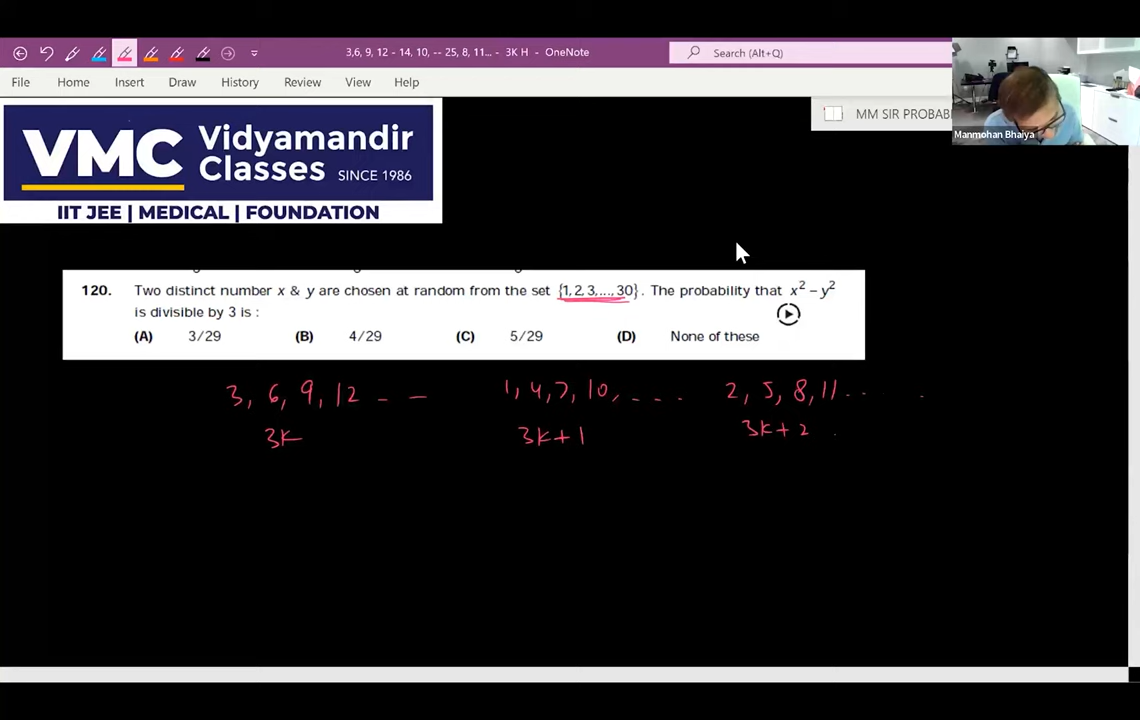 3,6, 9, 12 - 14, 10, -- 25, 8, 11... - 3K H - OneNote
Search (Alt+Q)
File Home Insert Draw History Review View Help
MM SIR PROBAB
Manmohan Bhaiya
VMC Vidyamandir Classes SINCE 1986
IIT JEE | MEDICAL | FOUNDATION
120. Two distinct number x & y are chosen at random from the set {1,2,3,...,30}. The probability that x² – y²
is divisible by 3 is :
(A) 3/29 (B) 4/29 (C) 5/29 (D) None of these
3, 6, 9, 12 - - 1, 4, 7, 10, .... 2, 5, 8, 11 ....
3K 3K+1 3K+2